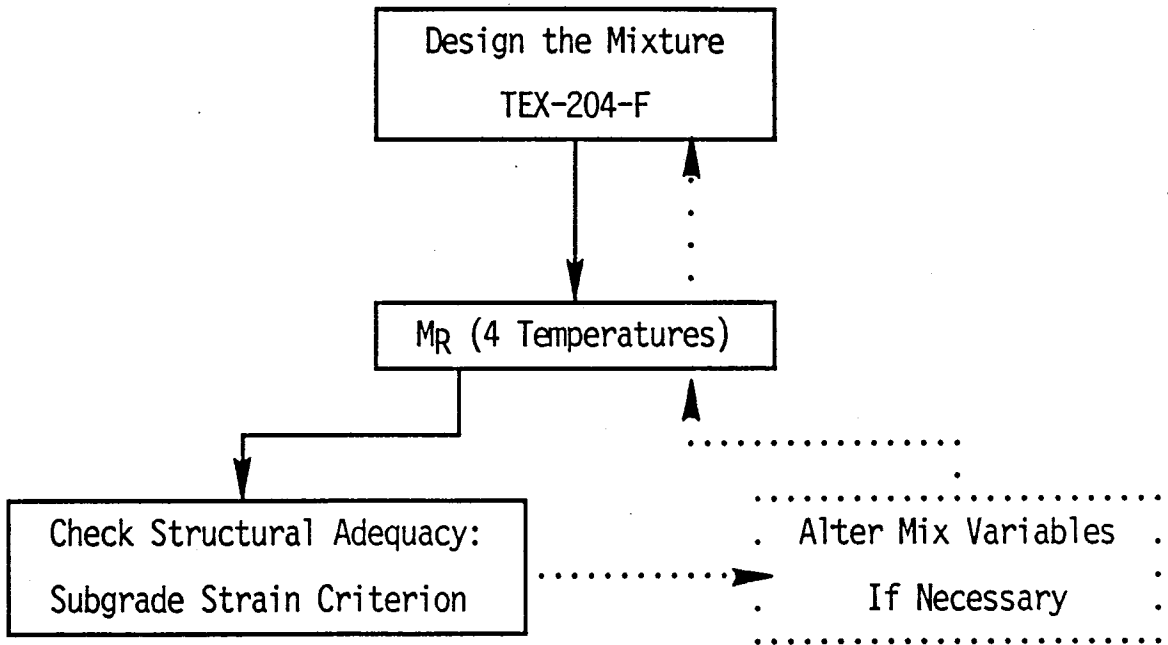 Design the Mixture
TEX-204-F
MR (4 Temperatures)
Check Structural Adequacy:
Subgrade Strain Criterion
Alter Mix Variables
If Necessary